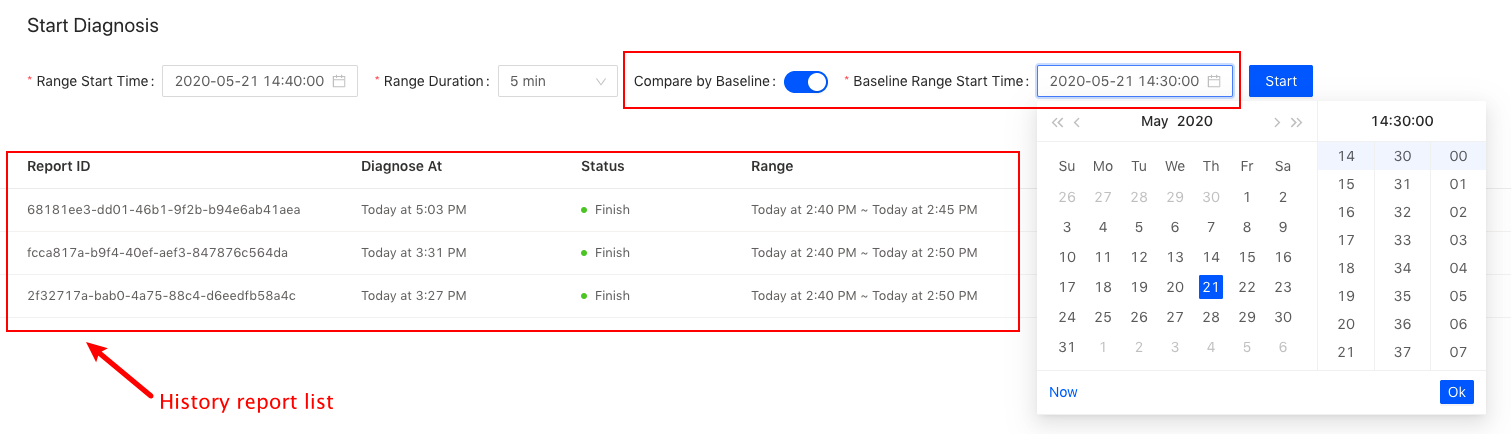 Start Diagnosis
* Range Start Time : 2020-05-21 14:40:00 * Range Duration : 5 min Compare by Baseline : * Baseline Range Start Time : 2020-05-21 14:30:00 Start
Report ID Diagnose At Status Range
68181ee3-dd01-46b1-9f2b-b94e6ab41aea Today at 5:03 PM Finish Today at 2:40 PM ~ Today at 2:45 PM
fcca817a-b9f4-40ef-aef3-847876c564da Today at 3:31 PM Finish Today at 2:40 PM ~ Today at 2:50 PM
2f32717a-bab0-4a75-88c4-d6eedfb58a4c Today at 3:27 PM Finish Today at 2:40 PM ~ Today at 2:50 PM
History report list
May 2020 14:30:00
Su Mo Tu We Th Fr Sa
26 27 28 29 30 1 2
3 4 5 6 7 8 9
10 11 12 13 14 15 16
17 18 19 20 21 22 23
24 25 26 27 28 29 30
31 1 2 3 4 5 6
14 30 00
15 31 01
16 32 02
17 33 03
18 34 04
19 35 05
20 36 06
21 37 07
Now Ok